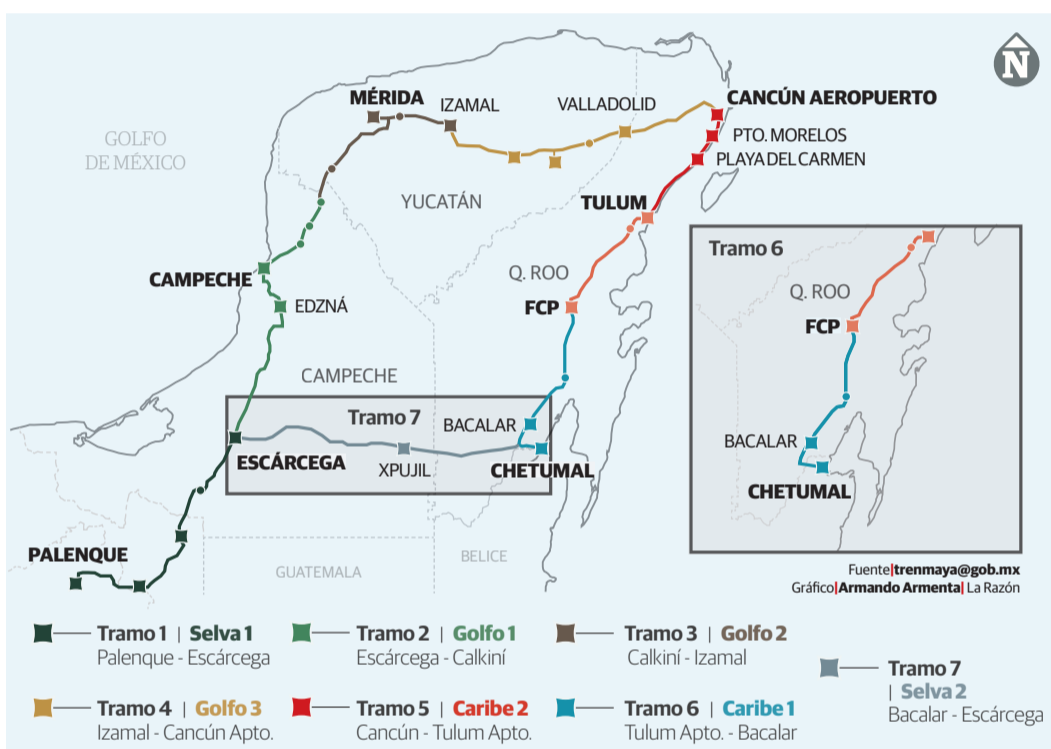 N
MÉRIDA
IZAMAL
VALLADOLID
CANCÚN AEROPUERTO
PTO. MORELOS
PLAYA DEL CARMEN
GOLFO
DE MÉXICO
YUCATÁN
TULUM
CAMPECHE
EDZNÁ
Q. ROO
FCP
CAMPECHE
Tramo 7
BACALAR
ESCÁRCEGA
XPUJIL
CHETUMAL
PALENQUE
GUATEMALA
BELICE
Tramo 6
Q. ROO
FCP
BACALAR
CHETUMAL
Fuente|trenmaya@gob.mx
Gráfico|Armando Armenta| La Razón
Tramo 1 | Selva 1
Palenque - Escárcega
Tramo 2 | Golfo 1
Escárcega - Calkiní
Tramo 3 | Golfo 2
Calkiní - Izamal
Tramo 7
| Selva 2
Bacalar - Escárcega
Tramo 4 | Golfo 3
Izamal - Cancún Apto.
Tramo 5 | Caribe 2
Cancún - Tulum Apto.
Tramo 6 | Caribe 1
Tulum Apto. - Bacalar